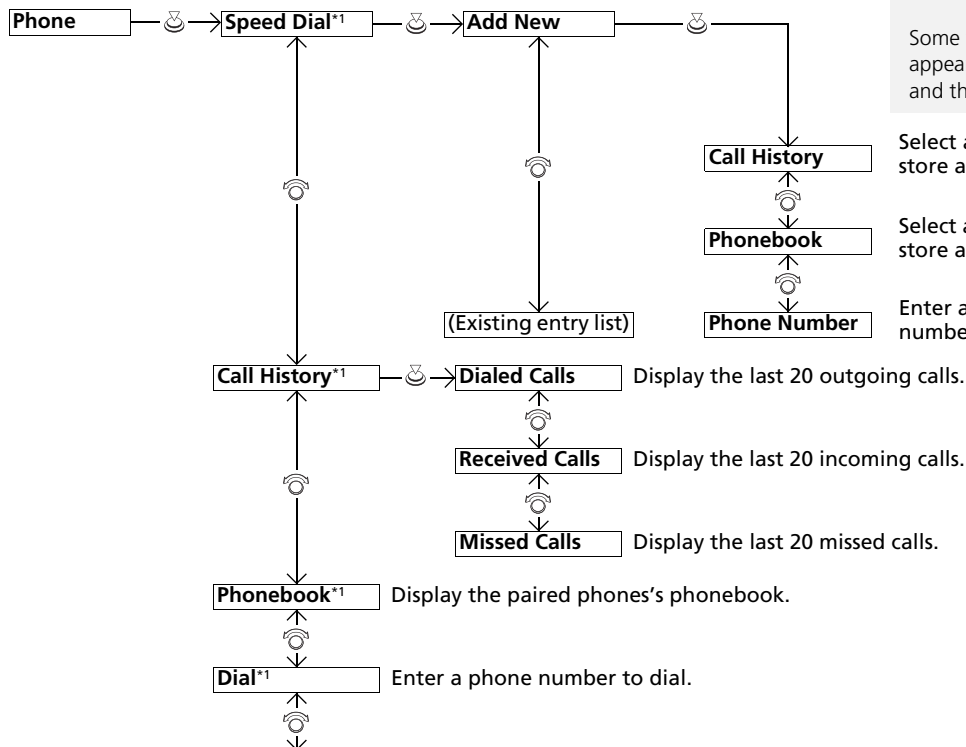 Phone
Speed Dial*1
Add New
Some
appea
and th
Call History
Select a
store a
Phonebook
Select a
store a
(Existing entry list)
Phone Number
Enter a
numbe
Call History*1
Dialed Calls
Display the last 20 outgoing calls.
Received Calls
Display the last 20 incoming calls.
Missed Calls
Display the last 20 missed calls.
Phonebook*1
Display the paired phones's phonebook.
Dial*1
Enter a phone number to dial.